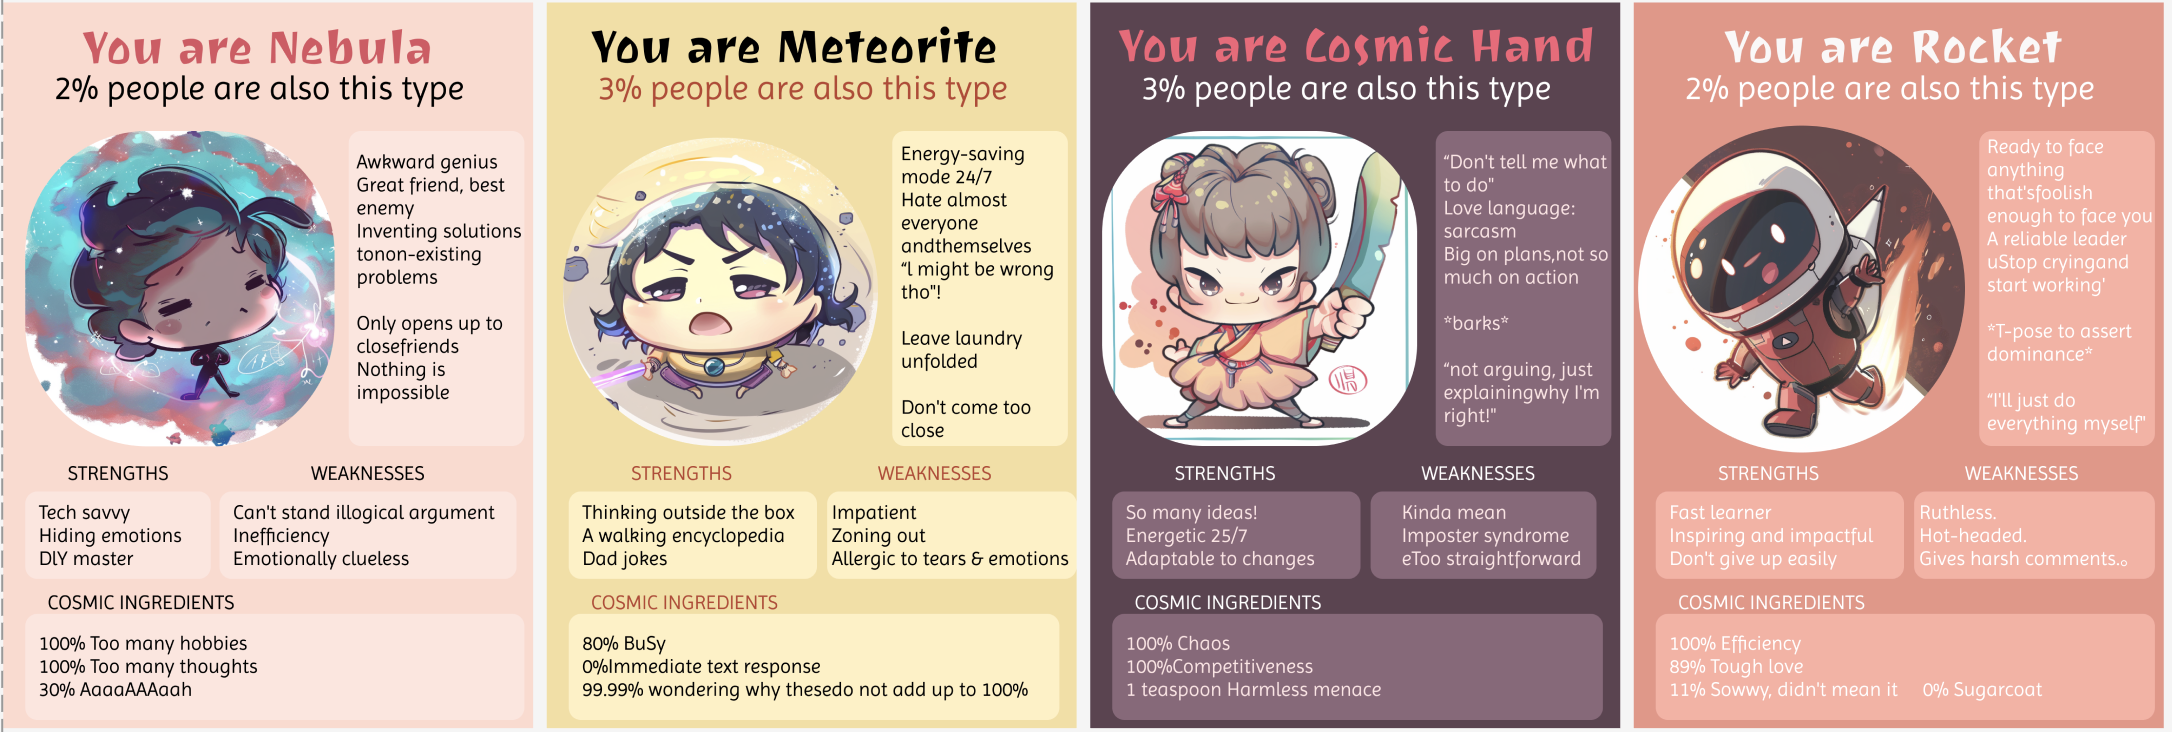 You are Nebula
2% people are also this type
Awkward genius
Great friend, best
enemy
Inventing solutions
tonon-existing
problems
Only opens up to
closefriends
Nothing is
impossible
STRENGTHS
WEAKNESSES
Tech savvy
Hiding emotions
DIY master
Can't stand illogical argument
Inefficiency
Emotionally clueless
COSMIC INGREDIENTS
100% Too many hobbies
100% Too many thoughts
30% AaaaAAAaah
You are Meteorite
3% people are also this type
Energy-saving
mode 24/7
Hate almost
everyone
andthemselves
“l might be wrong
tho"!
Leave laundry
unfolded
Don't come too
close
STRENGTHS
WEAKNESSES
Thinking outside the box
A walking encyclopedia
Dad jokes
Impatient
Zoning out
Allergic to tears & emotions
COSMIC INGREDIENTS
80% BuSy
0%Immediate text response
99.99% wondering why thesedo not add up to 100%
You are Cosmic Hand
3% people are also this type
“Don't tell me what
to do"
Love language:
sarcasm
Big on plans,not so
much on action
*barks*
“not arguing, just
explainingwhy I'm
right!"
STRENGTHS
WEAKNESSES
So many ideas!
Energetic 25/7
Adaptable to changes
Kinda mean
Imposter syndrome
eToo straightforward
COSMIC INGREDIENTS
100% Chaos
100%Competitiveness
1 teaspoon Harmless menace
You are Rocket
2% people are also this type
Ready to face
anything
that'sfoolish
enough to face you
A reliable leader
uStop cryingand
start working'
*T-pose to assert
dominance*
“I'll just do
everything myself"
STRENGTHS
WEAKNESSES
Fast learner
Inspiring and impactful
Don't give up easily
Ruthless.
Hot-headed.
Gives harsh comments.。
COSMIC INGREDIENTS
100% Efficiency
89% Tough love
11% Sowwy, didn't mean it 0% Sugarcoat